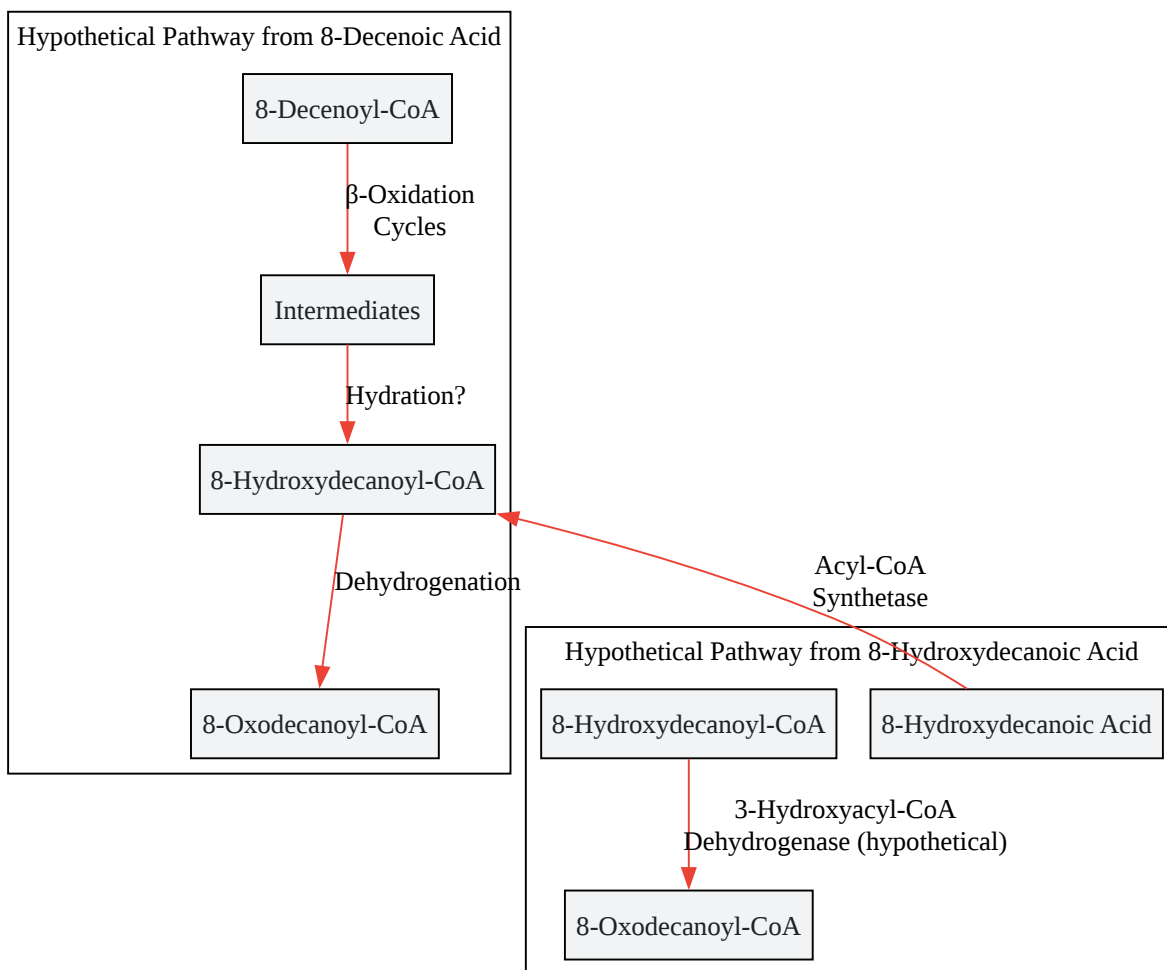 Hypothetical Pathway from 8-Decenoic Acid
8-Decenoyl-CoA
β-Oxidation
Cycles
Intermediates
Hydration?
8-Hydroxydecanoyl-CoA
Dehydrogenation
8-Oxodecanoyl-CoA
Acyl-CoA
Synthetase
Hypothetical Pathway from 8-Hydroxydecanoic Acid
8-Hydroxydecanoyl-CoA
8-Hydroxydecanoic Acid
3-Hydroxyacyl-CoA
Dehydrogenase (hypothetical)
8-Oxodecanoyl-CoA